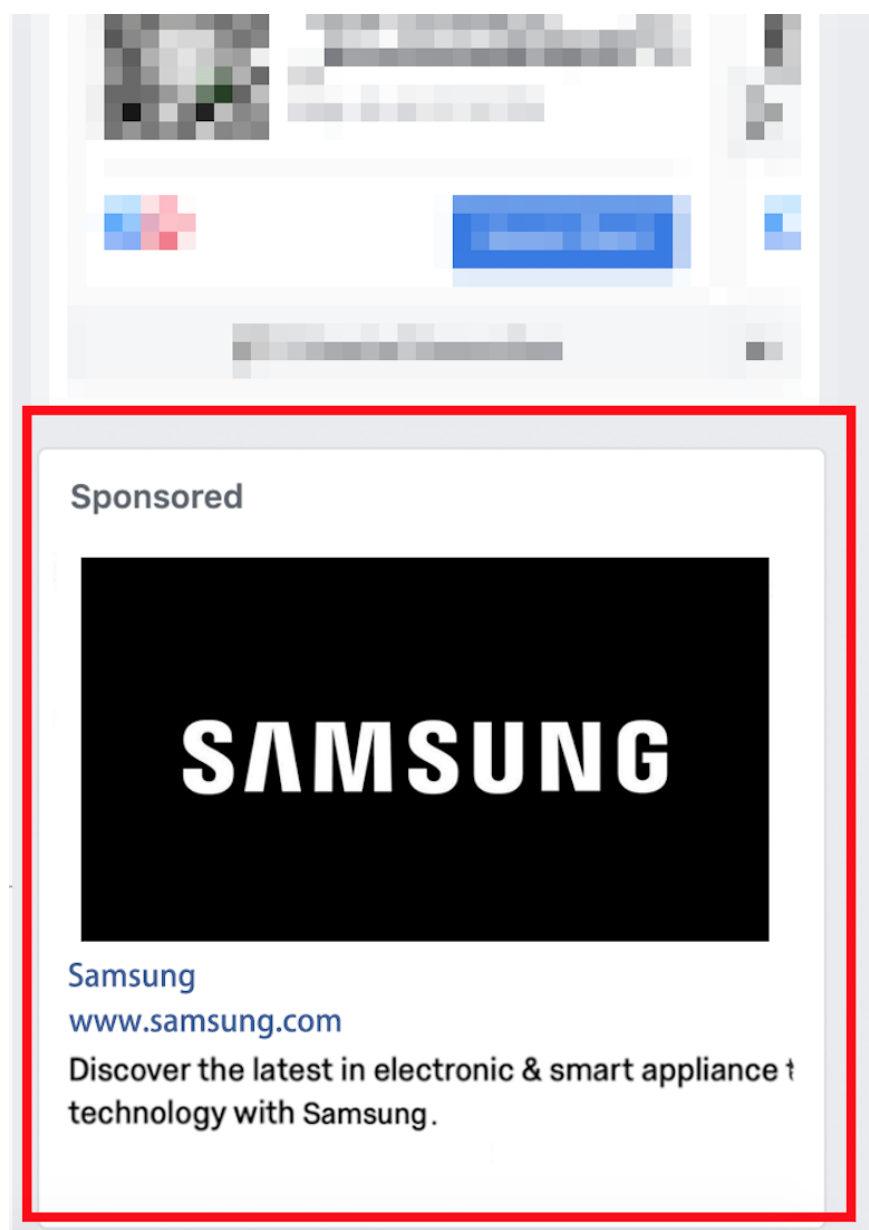 Sponsored
SAMSUNG
Samsung
www.samsung.com
Discover the latest in electronic & smart appliance t
technology with Samsung.